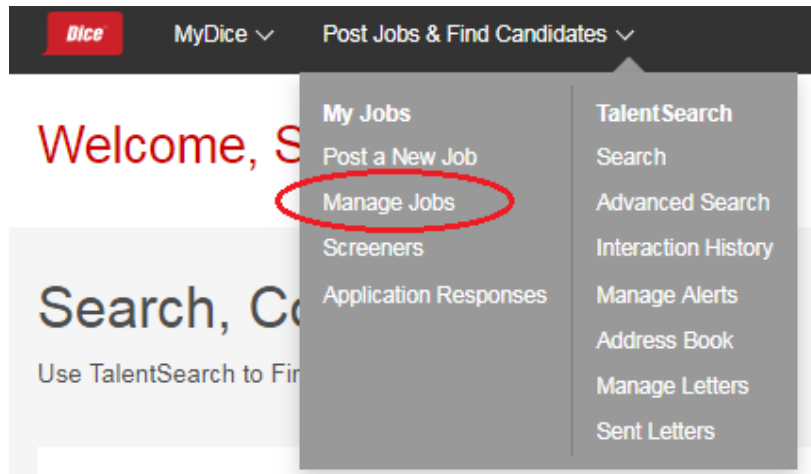 Dice
MyDice
Post Jobs & Find Candidates
Welcome, S
My Jobs
Post a New Job
Manage Jobs
Screeners
Application Responses
TalentSearch
Search
Advanced Search
Interaction History
Manage Alerts
Address Book
Manage Letters
Sent Letters
Search, Co
Use TalentSearch to Fin